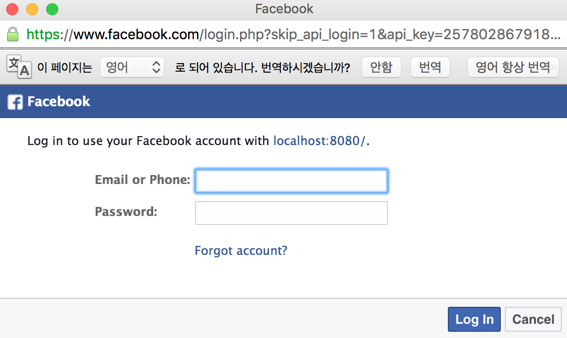 Facebook
https://www.facebook.com/login.php?skip_api_login=1&api_key=257802867918...
文A 이 페이지는 영어 로 되어 있습니다. 번역하시겠습니까? 안함 번역 영어 항상 번역
f Facebook
Log in to use your Facebook account with localhost:8080/.
Email or Phone:
Password:
Forgot account?
Log In Cancel